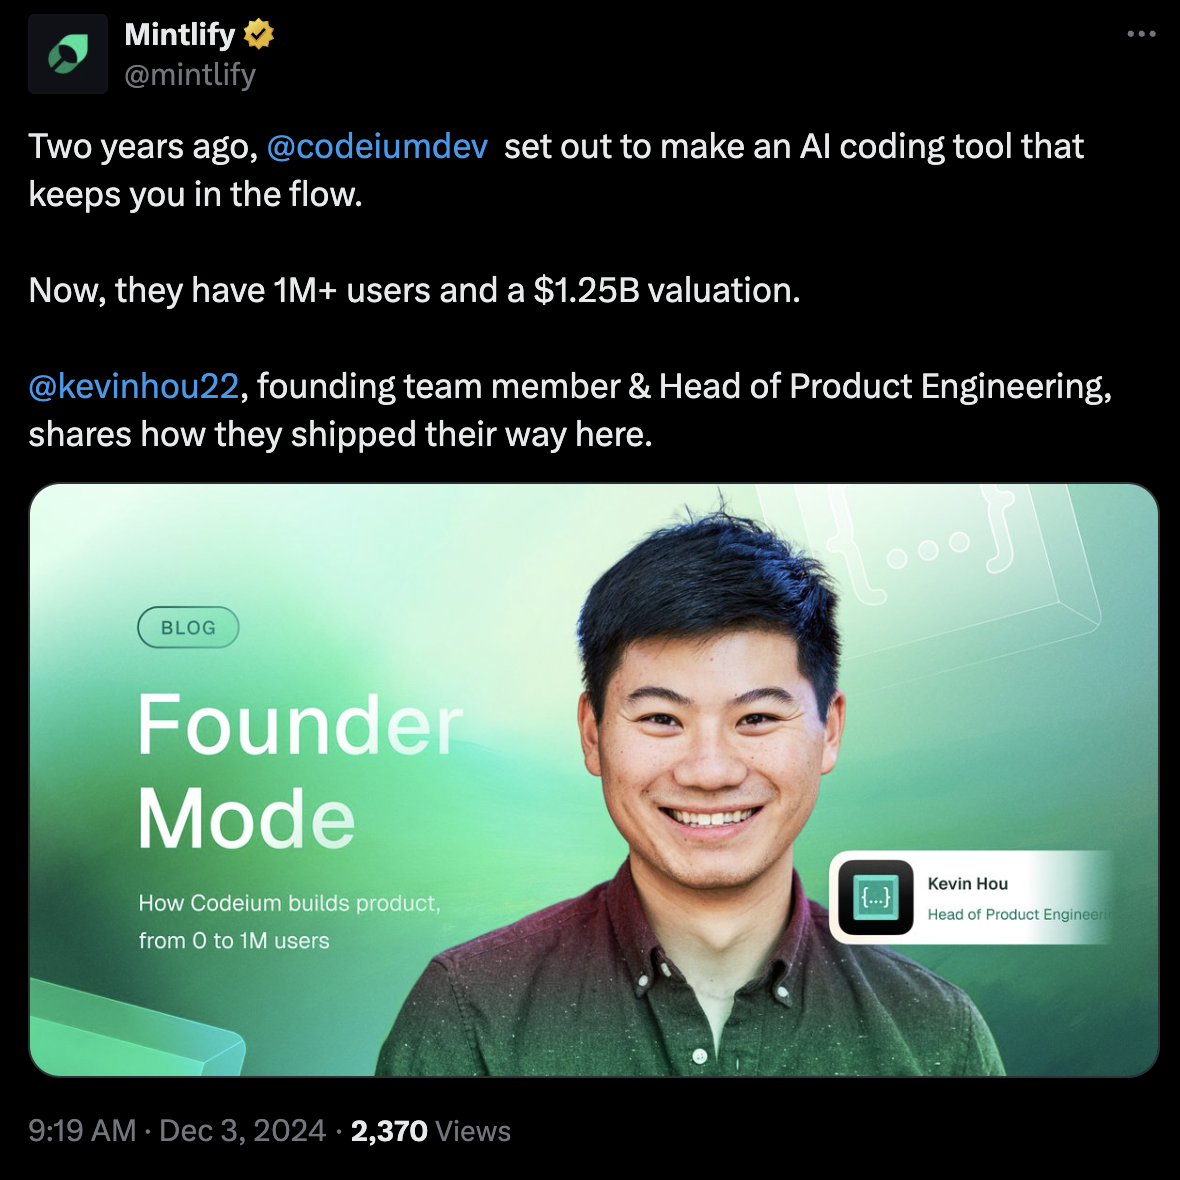 Mintlify
@mintlify
Two years ago, @codeiumdev set out to make an AI coding tool that
keeps you in the flow.
Now, they have 1M+ users and a $1.25B valuation.
@kevinhou22, founding team member & Head of Product Engineering,
shares how they shipped their way here.
{...}
BLOG
Founder
Mode
How Codeium builds product,
from 0 to 1M users
{...}
Kevin Hou
Head of Product Engineerin
9:19 AM · Dec 3, 2024 · 2,370 Views